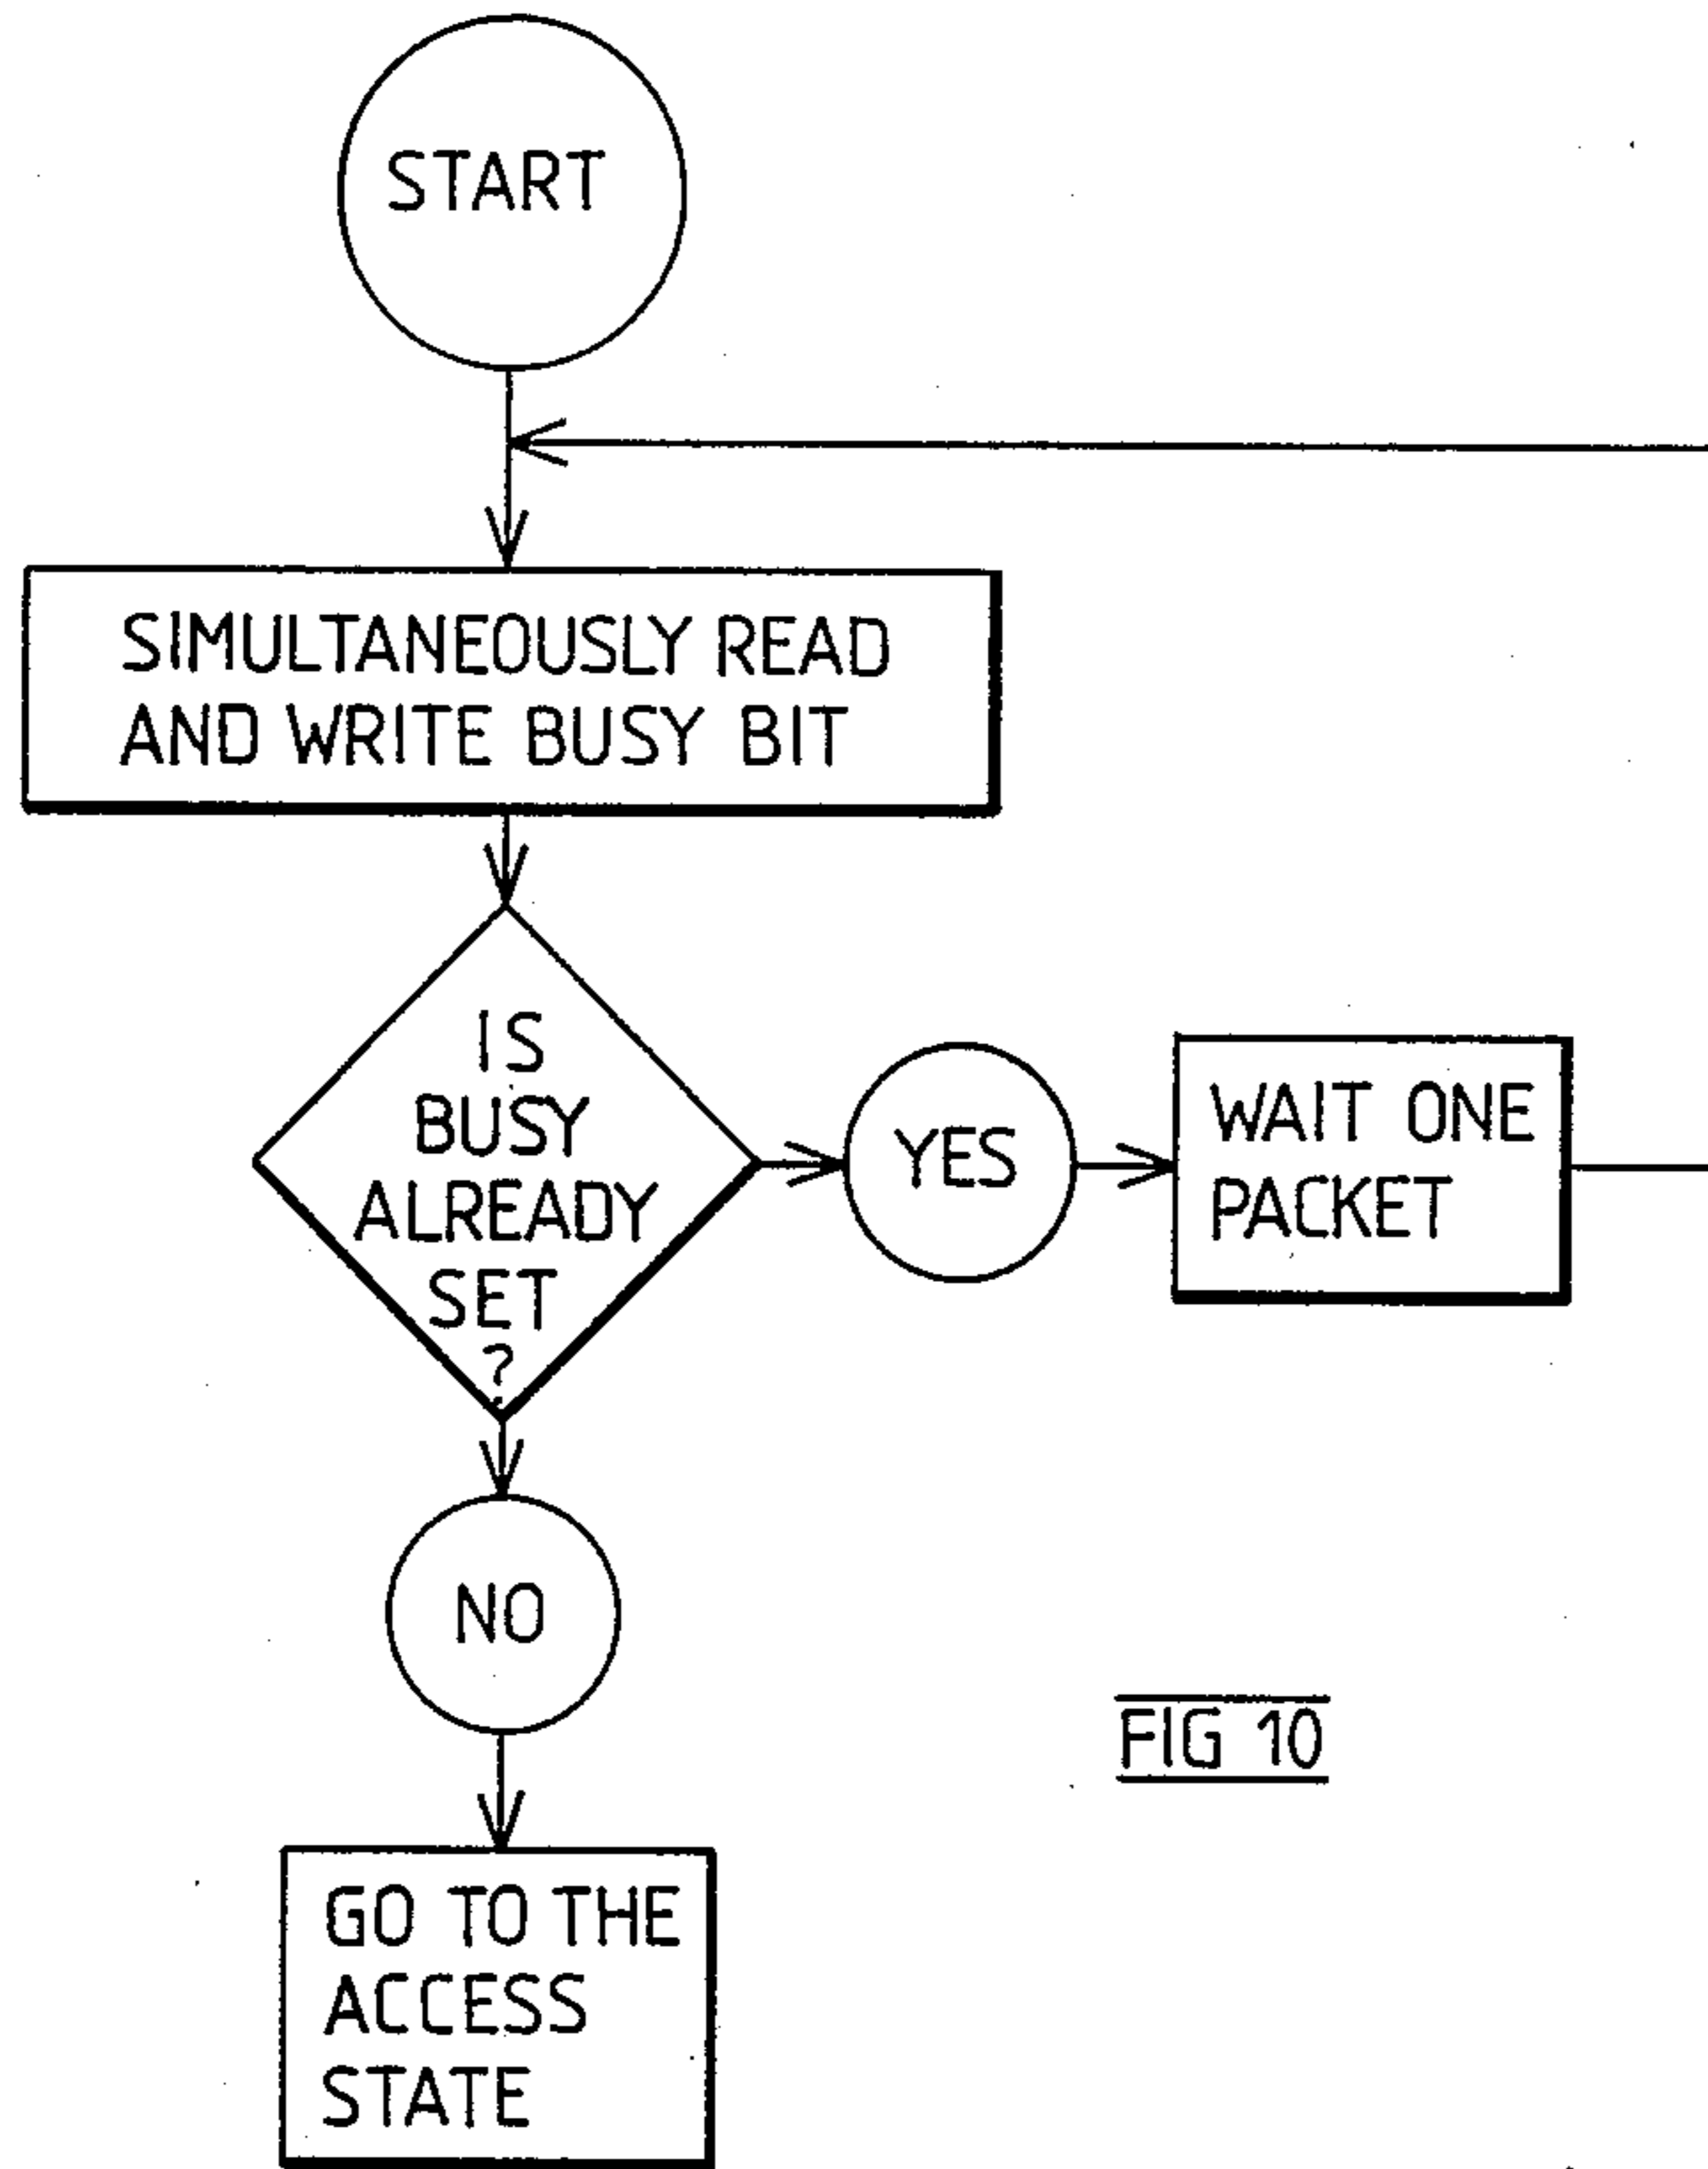 START
SIMULTANEOUSLY READ
AND WRITE BUSY BIT
IS
BUSY
ALREADY
SET
?
YES
WAIT ONE
PACKET
NO
FIG 10
GO TO THE
ACCESS
STATE